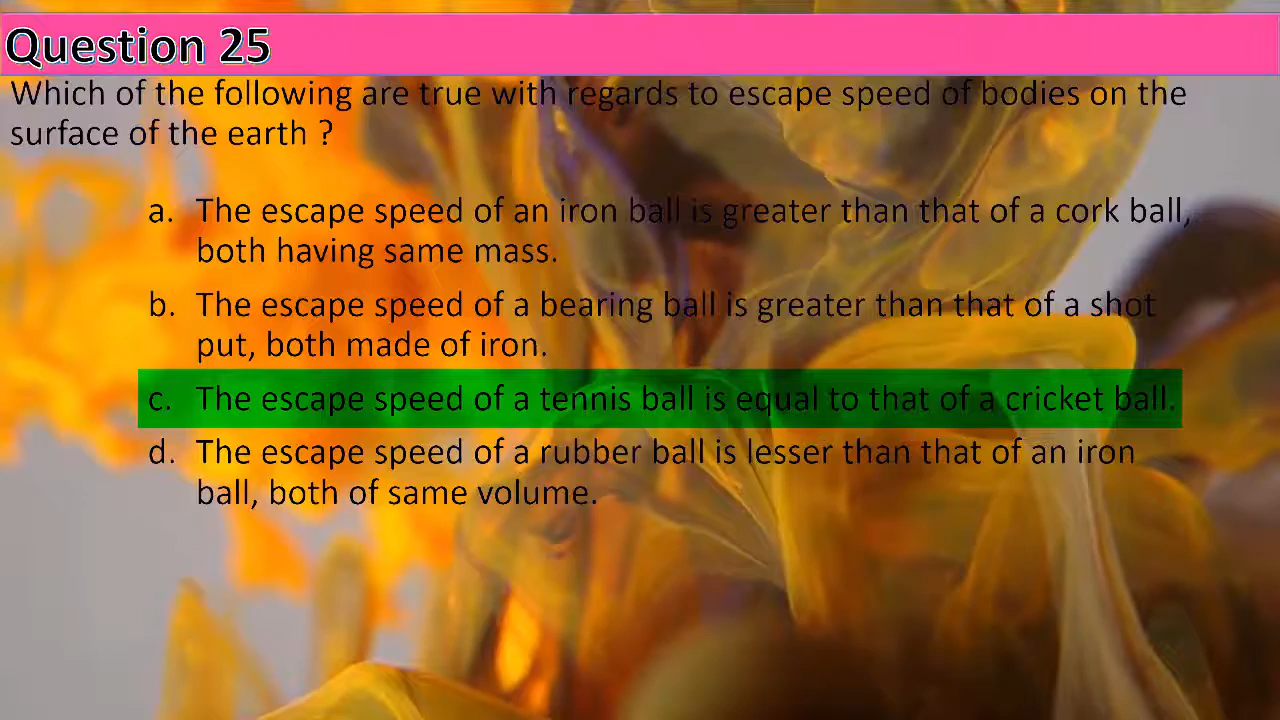 Question 25
Which of the following are true with regards to escape speed of bodies on the
surface of the earth ?
a. The escape speed of an iron ball is greater than that of a cork ball,
both having same mass.
b. The escape speed of a bearing ball is greater than that of a shot
put, both made of iron.
c. The escape speed of a tennis ball is equal to that of a cricket ball.
d. The escape speed of a rubber ball is lesser than that of an iron
ball, both of same volume.